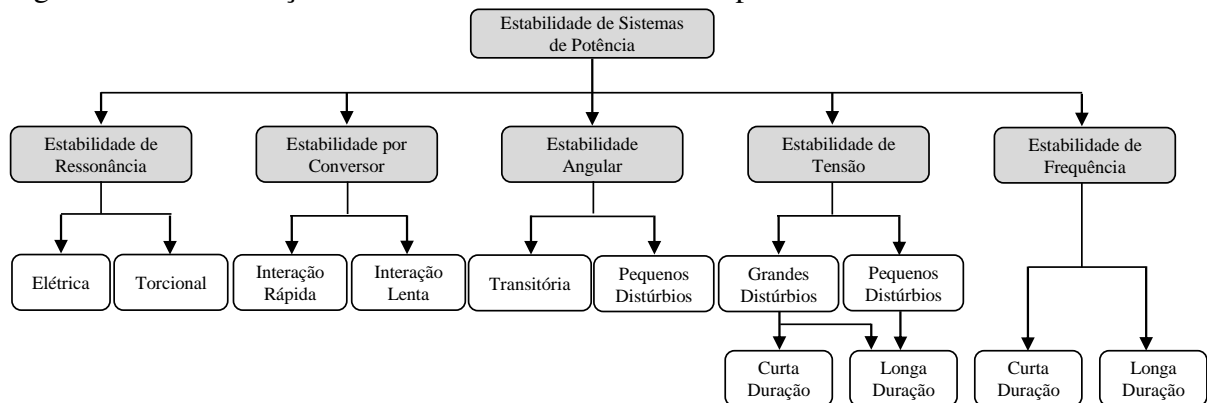 Estabilidade de Sistemas
de Potência
Estabilidade de
Ressonância
Estabilidade por
Conversor
Estabilidade
Angular
Estabilidade de
Tensão
Estabilidade de
Frequência
Elétrica
Torcional
Interação
Rápida
Interação
Lenta
Transitória
Pequenos
Distúrbios
Grandes
Distúrbios
Pequenos
Distúrbios
Curta
Duração
Longa
Duração
Curta
Duração
Longa
Duração